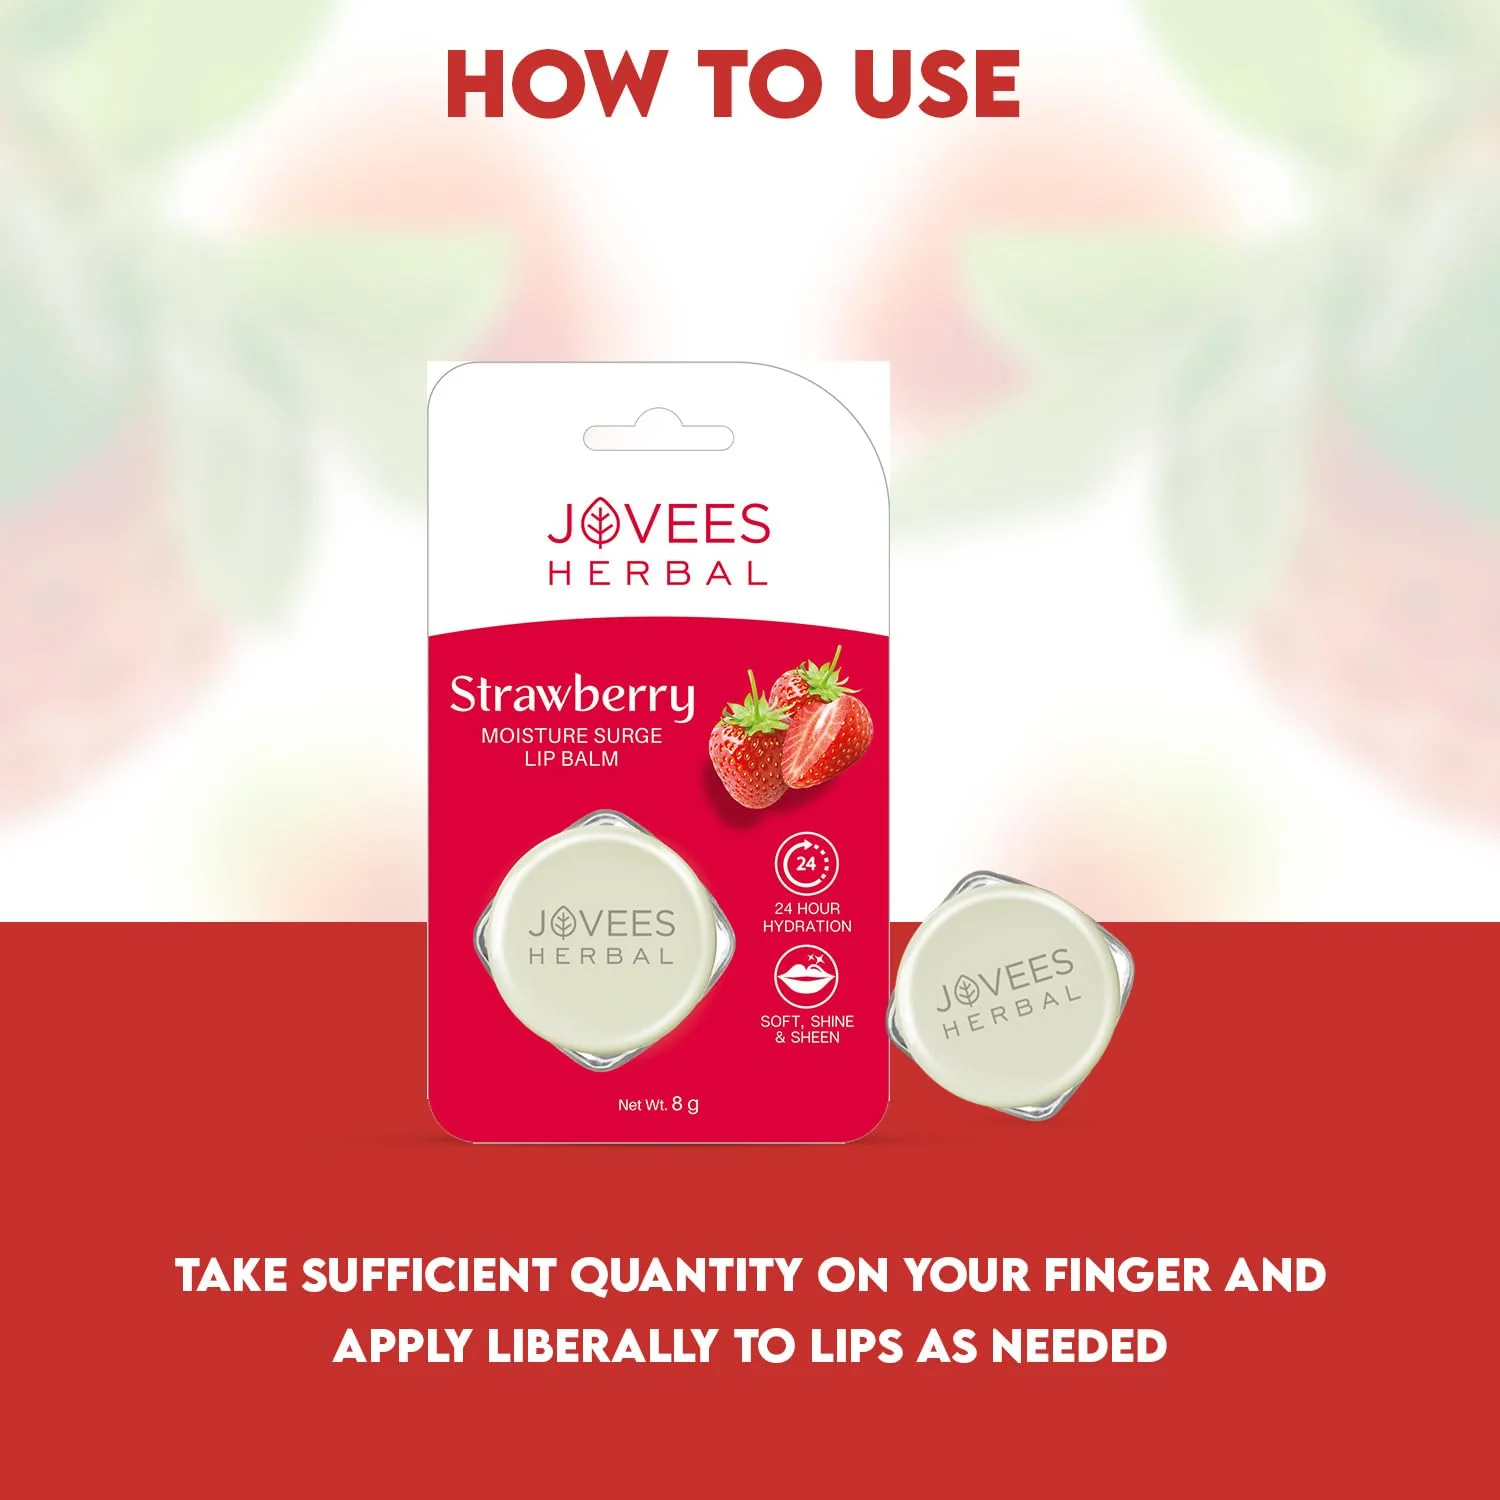 HOW TO USE
JOVEES
HERBAL
Strawberry
MOISTURE SURGE
LIP BALM
24
24 HOUR
HYDRATION
SOFT, SHINE
& SHEEN
JOVEES
HERBAL
Net Wt. 8 g
JOVEES
HERBAL
TAKE SUFFICIENT QUANTITY ON YOUR FINGER AND
APPLY LIBERALLY TO LIPS AS NEEDED